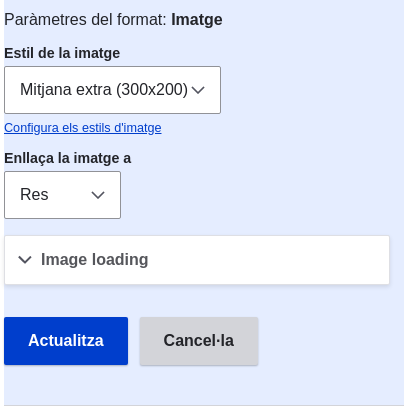 Paràmetres del format: Imatge
Estil de la imatge
Mitjana extra (300x200)
Configura els estils d'imatge
Enllaça la imatge a
Res
Image loading
Actualitza
Cancel·la